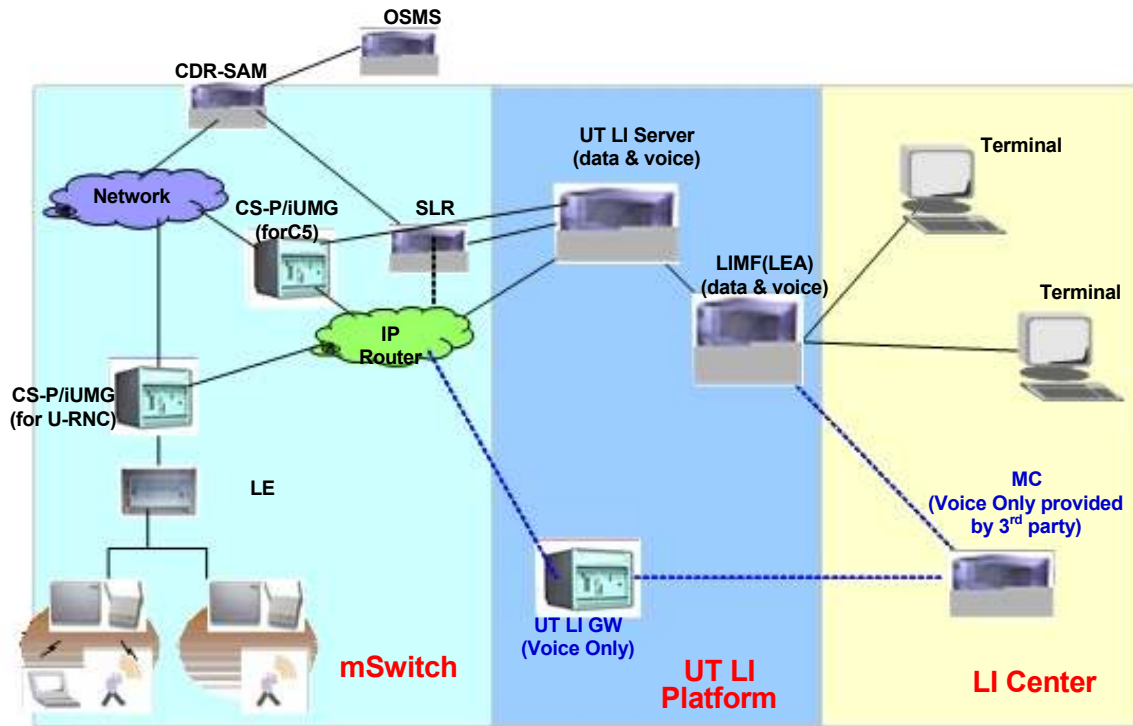 OSMS
CDR-SAM
UT LI Server
(data & voice)
Terminal
Network
CS-P/iUMG
(forC5)
SLR
LIMF(LEA)
(data & voice)
Terminal
IP
Router
CS-P/iUMG
(for U-RNC)
LE
MC
(Voice Only provided
by 3rd party)
UT LI GW
(Voice Only)
mSwitch
UT LI
Platform
LI Center